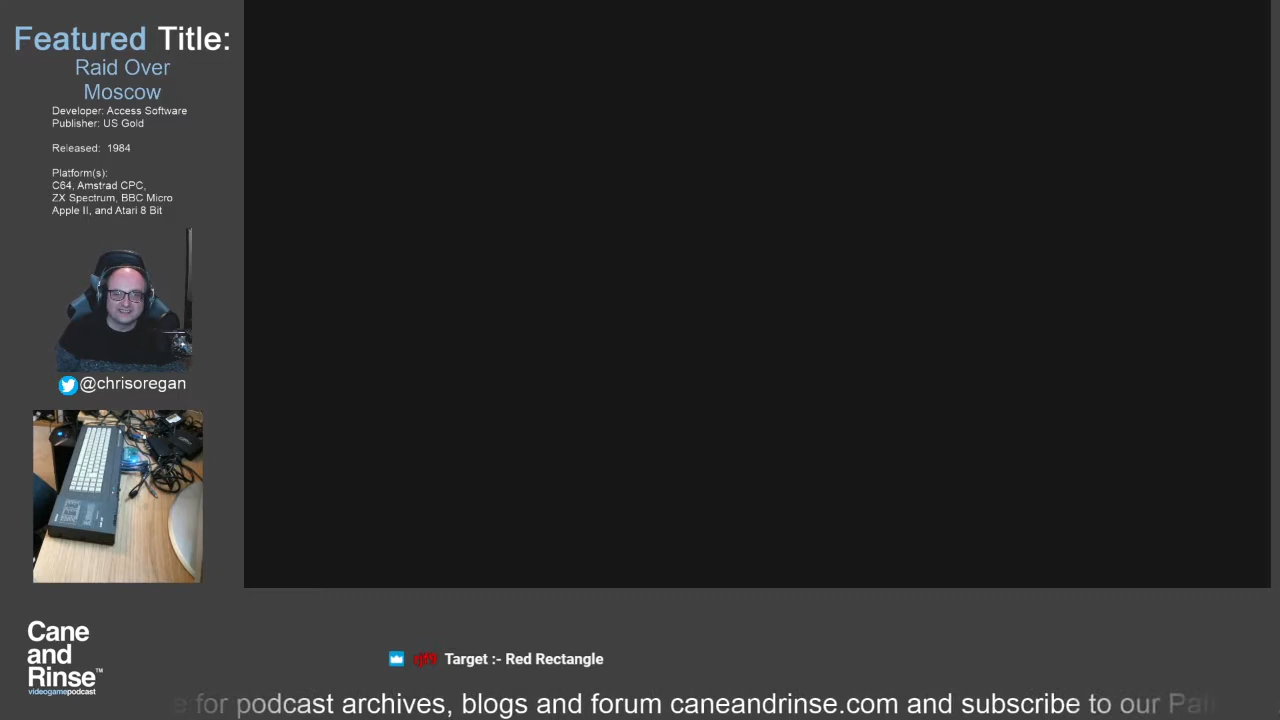 Featured Title:
Raid Over
Moscow
Developer: Access Software
Publisher: US Gold
Released: 1984
Platform(s):
C64, Amstrad CPC,
ZX Spectrum, BBC Micro
Apple II, and Atari 8 Bit
@chrisoregan
Cane
and
Rinse™
videogamepodcast
Target :- Red Rectangle
for podcast archives, blogs and forum caneandrinse.com and subscribe to our